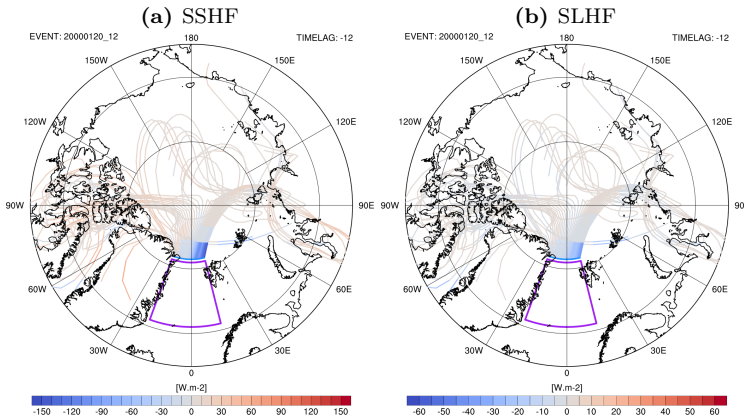 (a) SSHF
EVENT: 20000120_12
180
TIMELAG: -12
150W
150E
120W
120E
90W
90E
60W
60E
30W
30E
0
[W.m-2]
-150 -120 -90 -60 -30 0 30 60 90 120 150
(b) SLHF
EVENT: 20000120_12
180
TIMELAG: -12
150W
150E
120W
120E
90W
90E
60W
60E
30W
30E
0
[W.m-2]
-60 -50 -40 -30 -20 -10 0 10 20 30 40 50 60